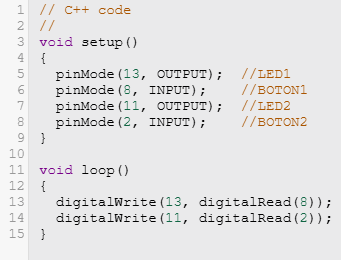 1 // C++ code
2 //
3 void setup()
4 {
5   pinMode(13, OUTPUT);  //LED1
6   pinMode(8, INPUT);    //BOTON1
7   pinMode(11, OUTPUT);  //LED2
8   pinMode(2, INPUT);    //BOTON2
9 }
10
11 void loop()
12 {
13   digitalWrite(13, digitalRead(8));
14   digitalWrite(11, digitalRead(2));
15 }